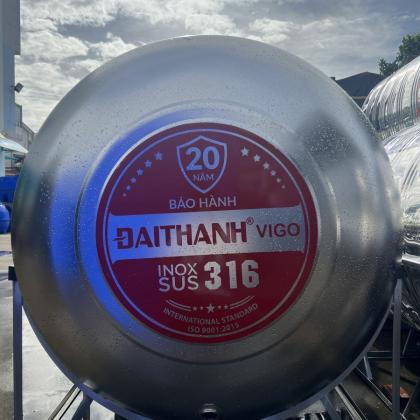 20
NĂM
BẢO HÀNH
ĐAITHANH® VIGO
INOX
SUS 316
INTERNATIONAL STANDARD
ISO 9001:2015